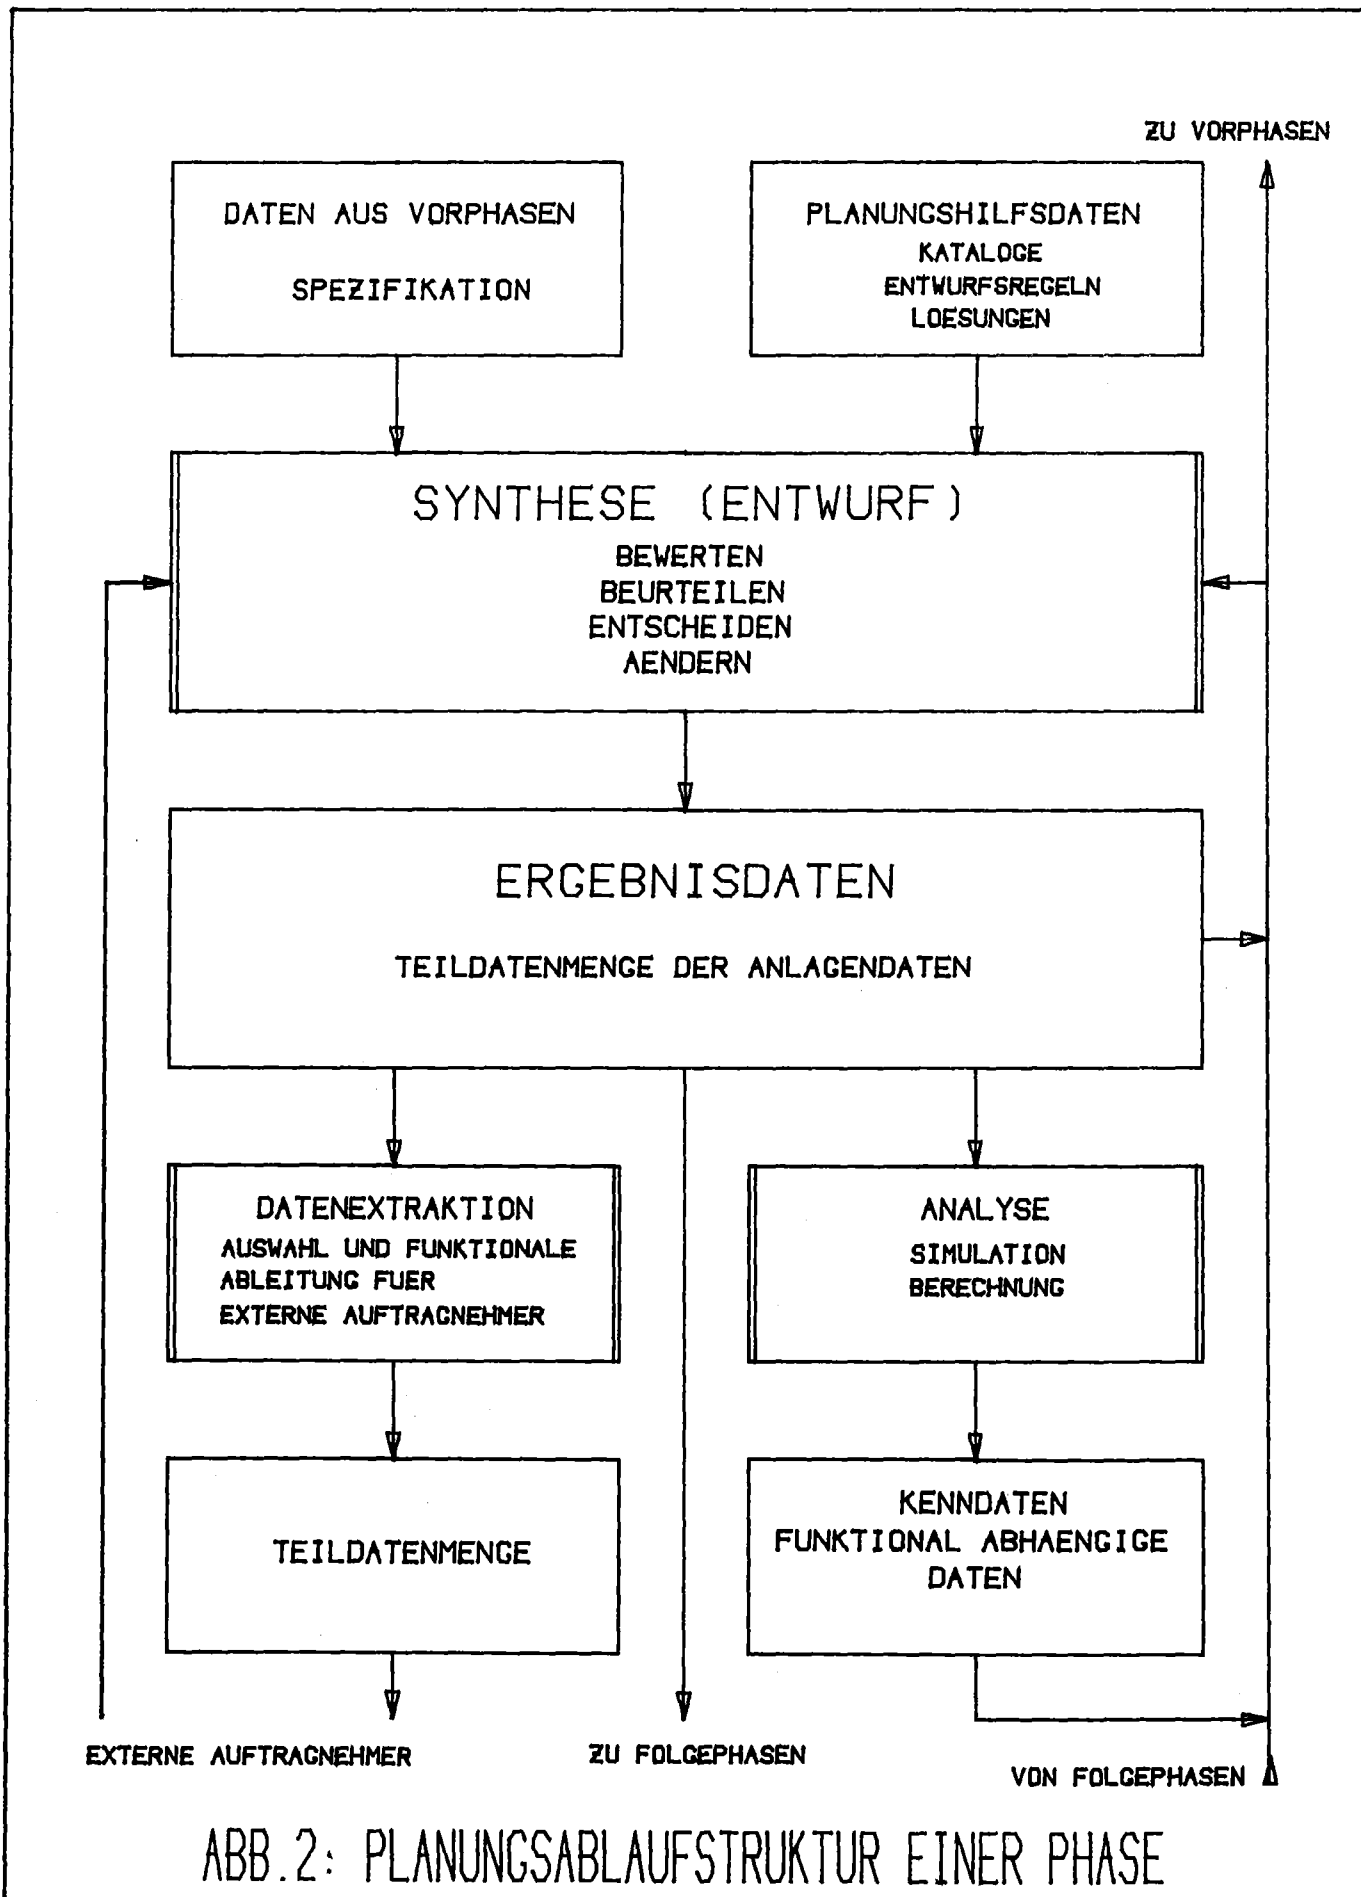 ZU VORPHASEN
DATEN AUS VORPHASEN
SPEZIFIKATION
PLANUNGSHILFSDATEN
KATALOGE
ENTWURFSREGELN
LOESUNGEN
SYNTHESE (ENTWURF)
BEWERTEN
BEURTEILEN
ENTSCHEIDEN
AENDERN
ERGEBNISDATEN
TEILDATENMENGE DER ANLAGENDATEN
DATENEXTRAKTION
AUSWAHL UND FUNKTIONALE
ABLEITUNG FUER
EXTERNE AUFTRAGNEHMER
ANALYSE
SIMULATION
BERECHNUNG
TEILDATENMENGE
KENNDATEN
FUNKTIONAL ABHAENGIGE
DATEN
EXTERNE AUFTRAGNEHMER
ZU FOLGEPHASEN
VON FOLGEPHASEN
ABB.2: PLANUNGSABLAUFSTRUKTUR EINER PHASE